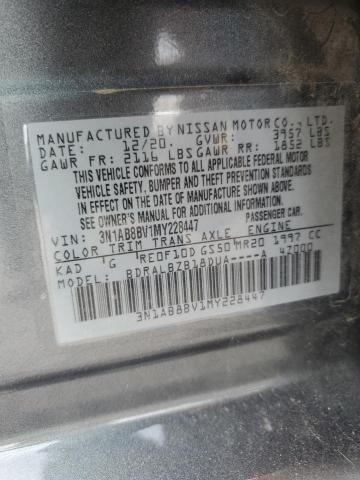 MANUFACTURED BY NISSAN MOTOR CO., LTD.
DATE: 12/20. GVWR: 3957 LBS
GAWR FR: 2116 LBS GAWR RR: 1852 LBS
THIS VEHICLE CONFORMS TO ALL APPLICABLE FEDERAL MOTOR
VEHICLE SAFETY, BUMPER, AND THEFT PREVENTION STANDARDS
IN EFFECT ON THE DATE OF MANUFACTURE SHOWN ABOVE.
SEE OWNER'S MANUAL FOR ADDITIONAL INFORMATION.
VIN: 3N1AB8BV1MY228447 PASSENGER CAR
COLOR TRIM TRANS AXLE ENGINE
KAD G RE0F10D GS50 MR20 1997 CC
MODEL: BDRALBZB18DUA----A 47000
3N1AB8BV1MY228447